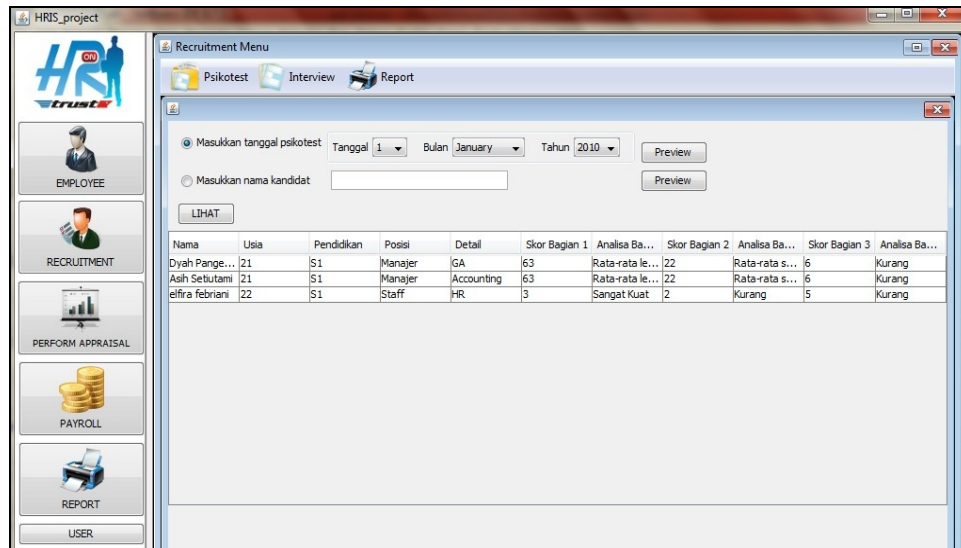 HRIS_project
HR ON
trust
EMPLOYEE
RECRUITMENT
PERFORM APPRAISAL
PAYROLL
REPORT
USER
Recruitment Menu
Psikotest Interview Report
Masukkan tanggal psikotest Tanggal 1 Bulan January Tahun 2010 Preview
Masukkan nama kandidat Preview
LIHAT
Nama Usia Pendidikan Posisi Detail Skor Bagian 1 Analisa Ba... Skor Bagian 2 Analisa Ba... Skor Bagian 3 Analisa Ba...
Dyah Pange... 21 S1 Manajer GA 63 Rata-rata le... 22 Rata-rata s... 6 Kurang
Asih Setiutami 21 S1 Manajer Accounting 63 Rata-rata le... 22 Rata-rata s... 6 Kurang
elfira febriani 22 S1 Staff HR 3 Sangat Kuat 2 Kurang 5 Kurang